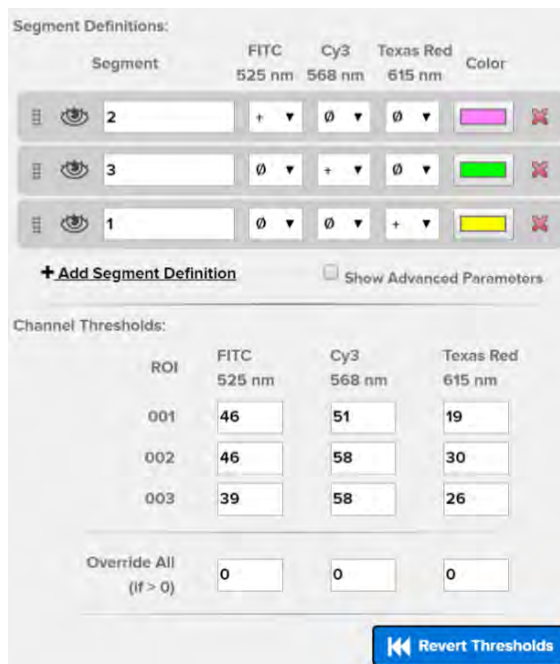 Segment Definitions:
Segment FITC 525 nm Cy3 568 nm Texas Red 615 nm Color
2 + ▼ Ø ▼ Ø ▼
3 Ø ▼ + ▼ Ø ▼
1 Ø ▼ Ø ▼ + ▼
+ Add Segment Definition Show Advanced Parameters
Channel Thresholds:
ROI FITC 525 nm Cy3 568 nm Texas Red 615 nm
001 46 51 19
002 46 58 30
003 39 58 26
Override All (if > 0) 0 0 0
Revert Thresholds